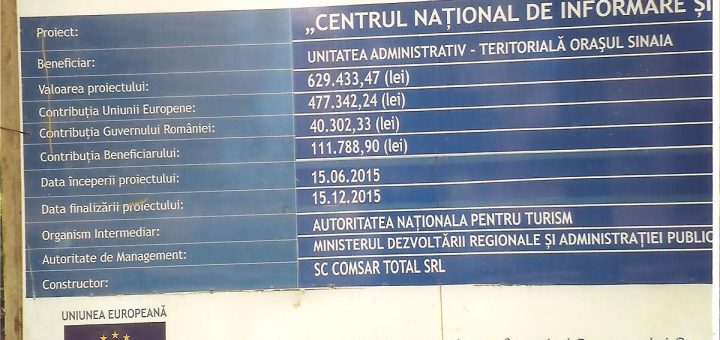 Proiect: „CENTRUL NAȚIONAL DE INFORMARE ȘI
Beneficiar: UNITATEA ADMINISTRATIV - TERITORIALĂ ORAȘUL SINAIA
Valoarea proiectului: 629.433,47 (lei)
Contribuția Uniunii Europene: 477.342,24 (lei)
Contribuția Guvernului României: 40.302,33 (lei)
Contribuția Beneficiarului: 111.788,90 (lei)
Data începerii proiectului: 15.06.2015
Data finalizării proiectului: 15.12.2015
Organism Intermediar: AUTORITATEA NAȚIONALA PENTRU TURISM
Autoritate de Management: MINISTERUL DEZVOLTĂRII REGIONALE ȘI ADMINISTRAȚIEI PUBLIC
Constructor: SC COMSAR TOTAL SRL
UNIUNEA EUROPEANĂ